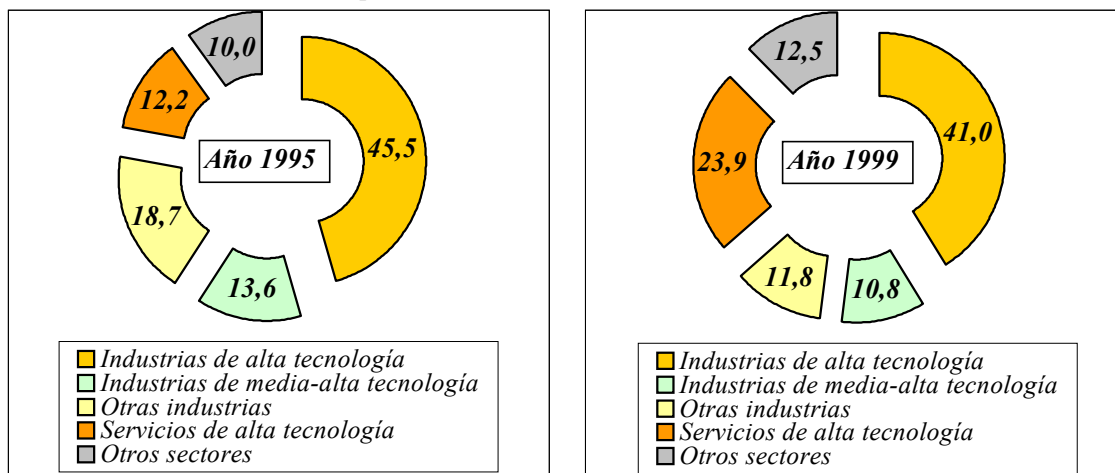 10,0
12,2
45,5
Año 1995
18,7
13,6
Industrias de alta tecnología
Industrias de media-alta tecnología
Otras industrias
Servicios de alta tecnología
Otros sectores
12,5
41,0
23,9
Año 1999
11,8
10,8
Industrias de alta tecnología
Industrias de media-alta tecnología
Otras industrias
Servicios de alta tecnología
Otros sectores